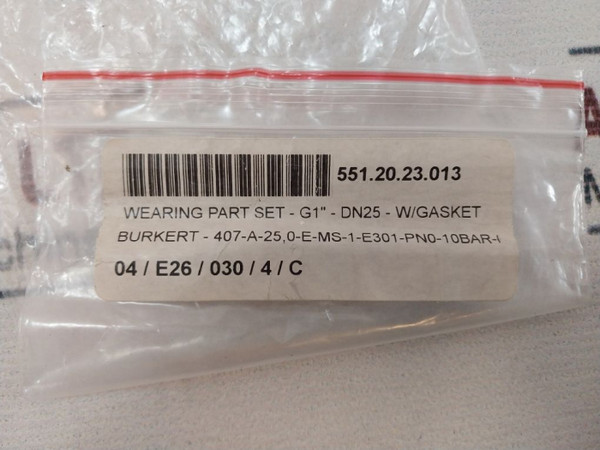 551.20.23.013
WEARING PART SET - G1" - DN25 - W/GASKET
BURKERT - 407-A-25,0-E-MS-1-E301-PN0-10BAR-
04 / E26 / 030 / 4 / C